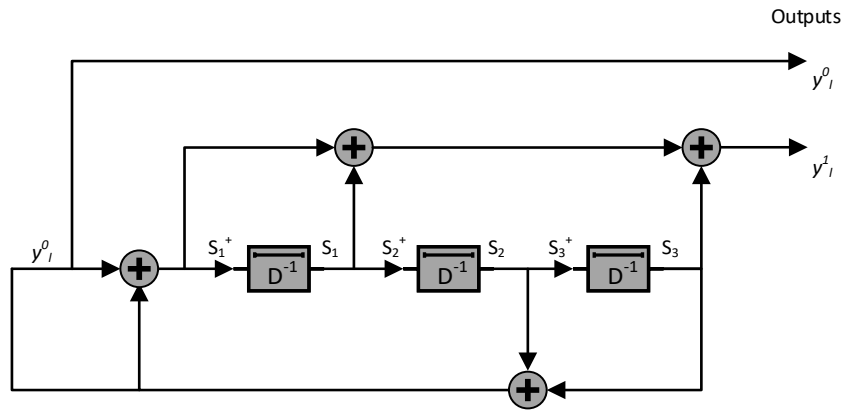 Outputs
y⁰ₗ
y¹ₗ
y⁰ₗ
S₁⁺ S₁ S₂⁺ S₂ S₃⁺ S₃
D⁻¹ D⁻¹ D⁻¹